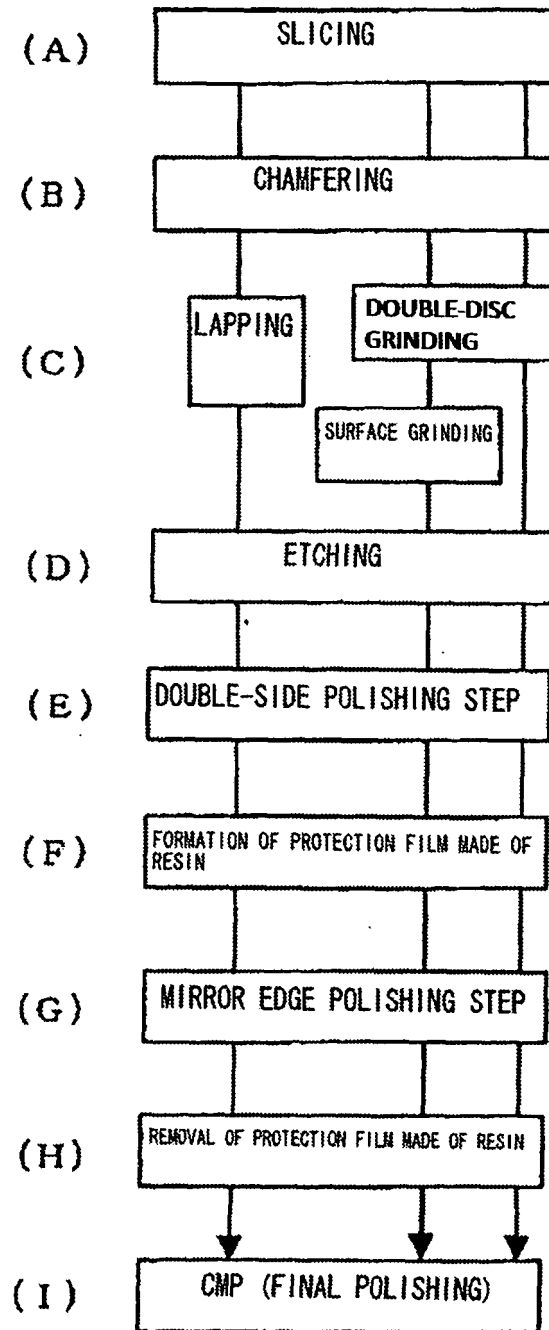 (A) SLICING
(B) CHAMFERING
(C) LAPPING
DOUBLE-DISC
GRINDING
SURFACE GRINDING
(D) ETCHING
(E) DOUBLE-SIDE POLISHING STEP
(F) FORMATION OF PROTECTION FILM MADE OF
RESIN
(G) MIRROR EDGE POLISHING STEP
(H) REMOVAL OF PROTECTION FILM MADE OF RESIN
(I) CMP (FINAL POLISHING)